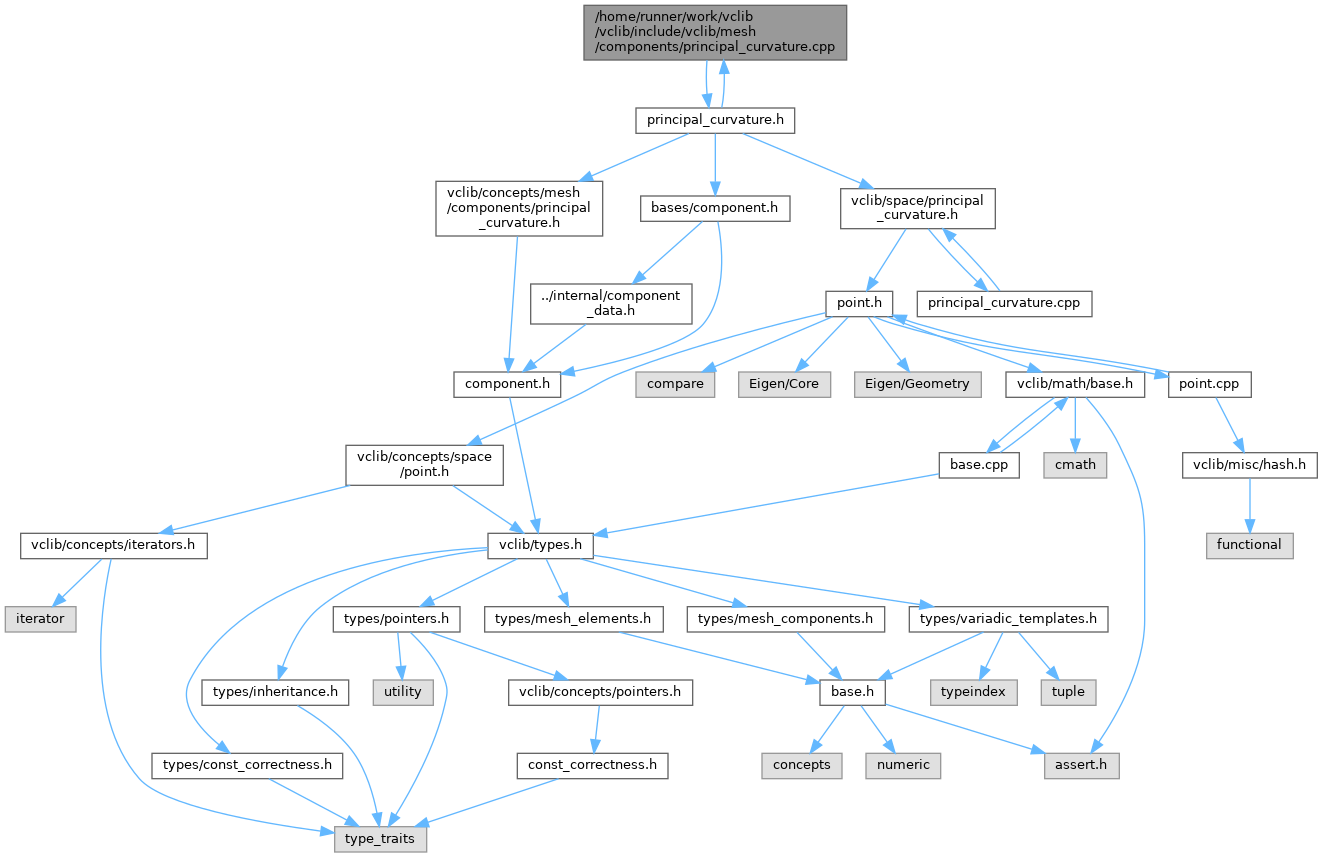 /home/runner/work/vclib
/vclib/include/vclib/mesh
/components/principal_curvature.cpp
principal_curvature.h
vclib/concepts/mesh
/components/principal
_curvature.h
bases/component.h
vclib/space/principal
_curvature.h
../internal/component
_data.h
point.h
principal_curvature.cpp
component.h
compare
Eigen/Core
Eigen/Geometry
vclib/math/base.h
point.cpp
vclib/concepts/space
/point.h
base.cpp
cmath
vclib/misc/hash.h
vclib/concepts/iterators.h
vclib/types.h
functional
iterator
types/pointers.h
types/mesh_elements.h
types/mesh_components.h
types/variadic_templates.h
types/inheritance.h
utility
vclib/concepts/pointers.h
base.h
typeindex
tuple
types/const_correctness.h
const_correctness.h
concepts
numeric
assert.h
type_traits